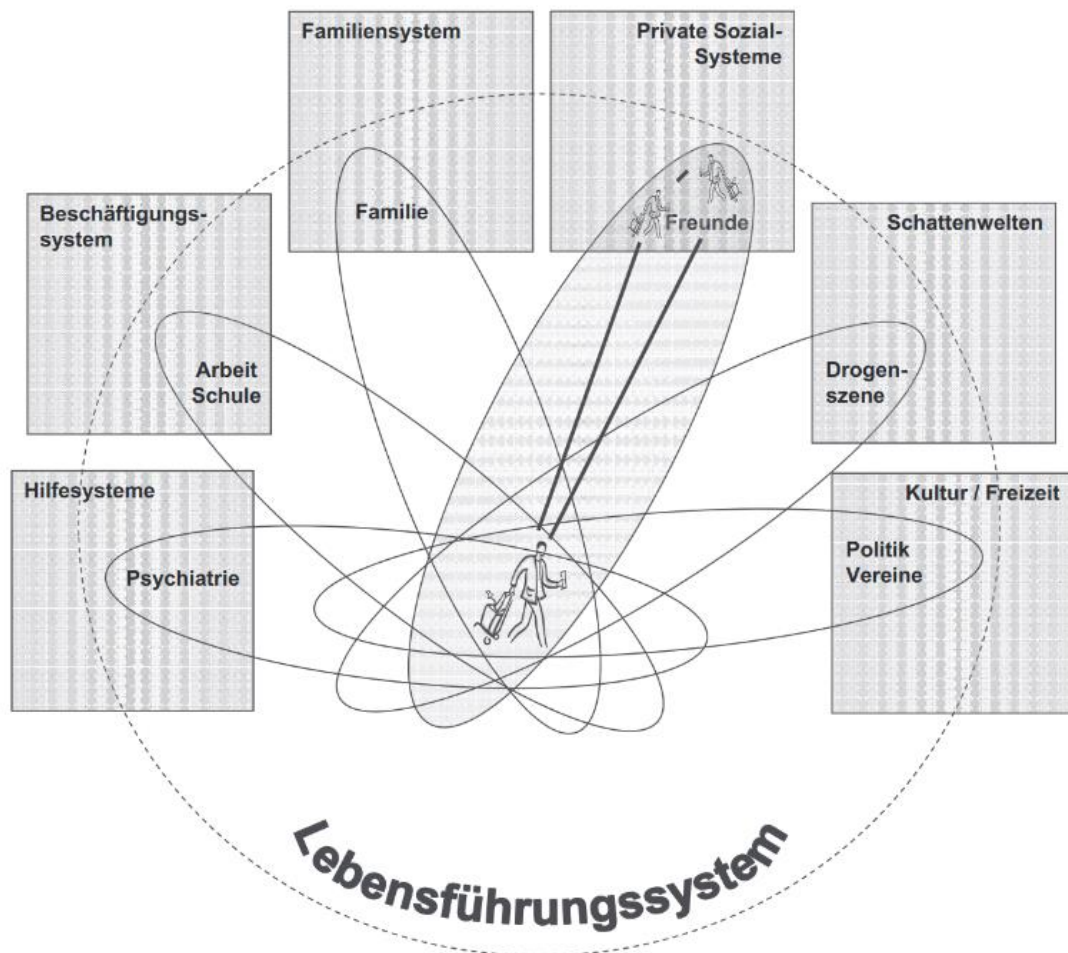 Familiensystem
Private Sozial-
Systeme
Familie
Freunde
Beschäftigungs-
system
Schattenwelten
Arbeit
Schule
Drogen-
szene
Hilfesysteme
Kultur / Freizeit
Psychiatrie
Politik
Vereine
Lebensführungssystem